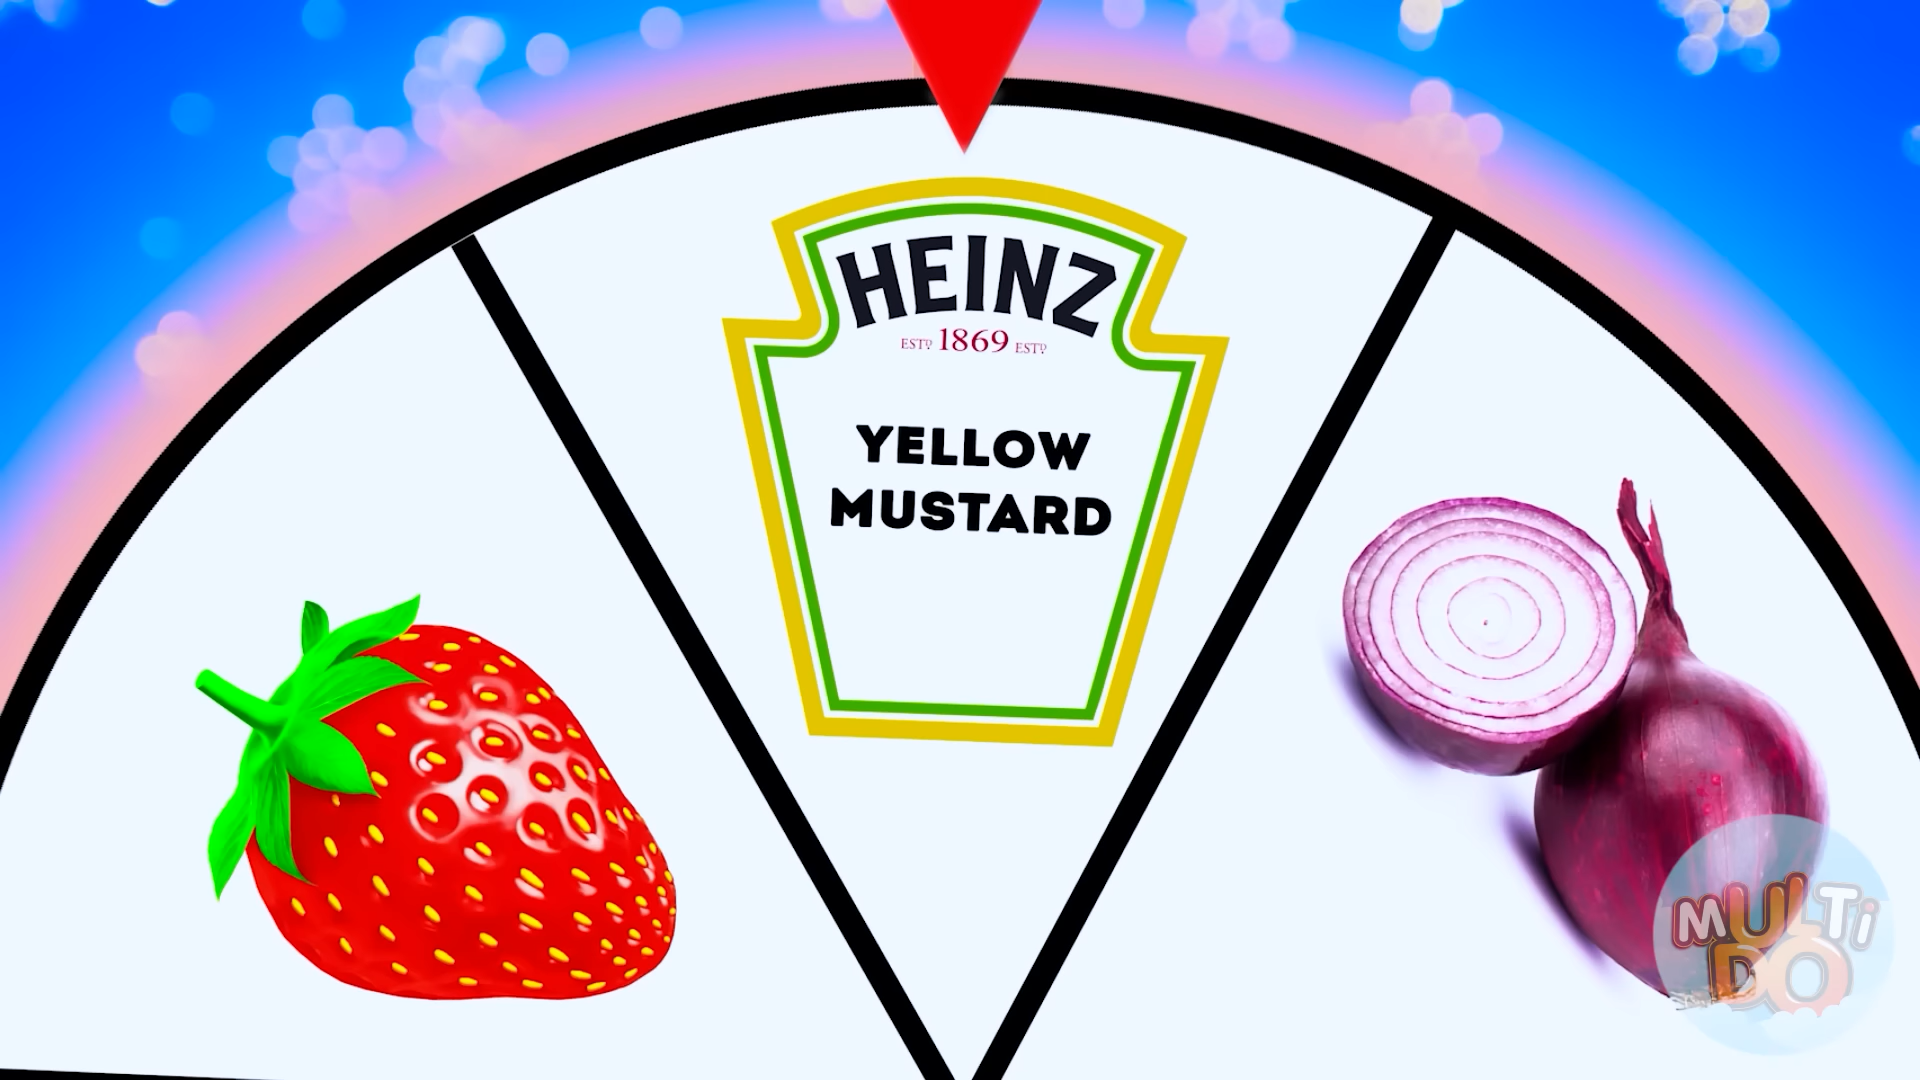 HEINZ
ESTD 1869 ESTD
YELLOW
MUSTARD
MULTi
DO